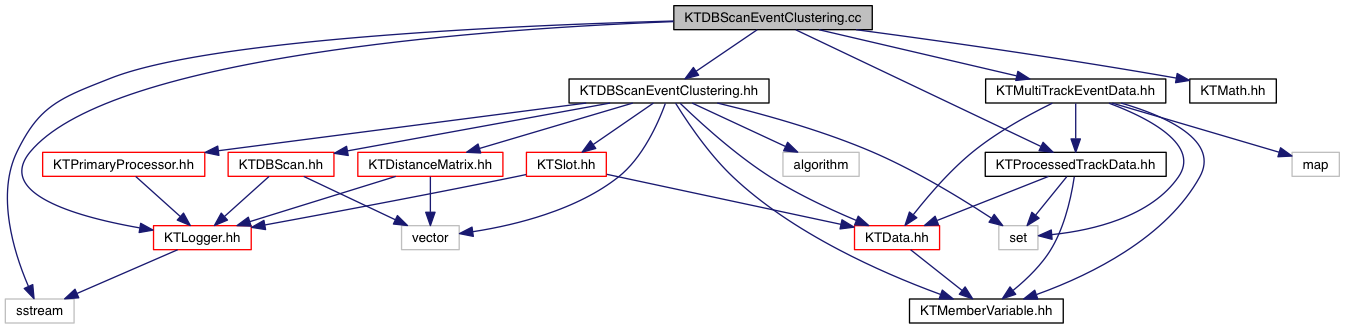 KTDBScanEventClustering.cc
KTDBScanEventClustering.hh
KTMultiTrackEventData.hh
KTMath.hh
KTPrimaryProcessor.hh
KTDBScan.hh
KTDistanceMatrix.hh
KTSlot.hh
algorithm
KTProcessedTrackData.hh
map
KTLogger.hh
vector
KTData.hh
set
sstream
KTMemberVariable.hh